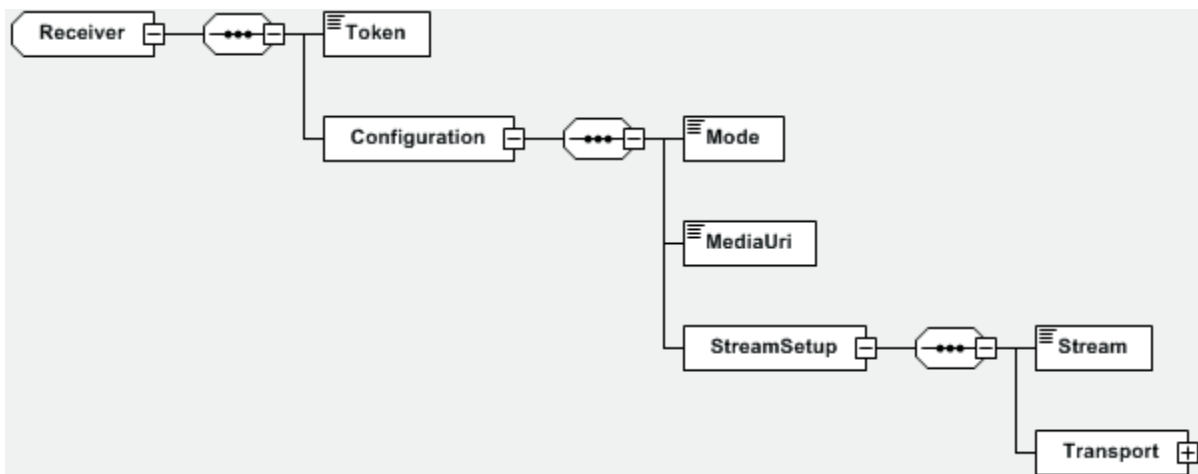 Receiver
Token
Configuration
Mode
MediaUri
StreamSetup
Stream
Transport